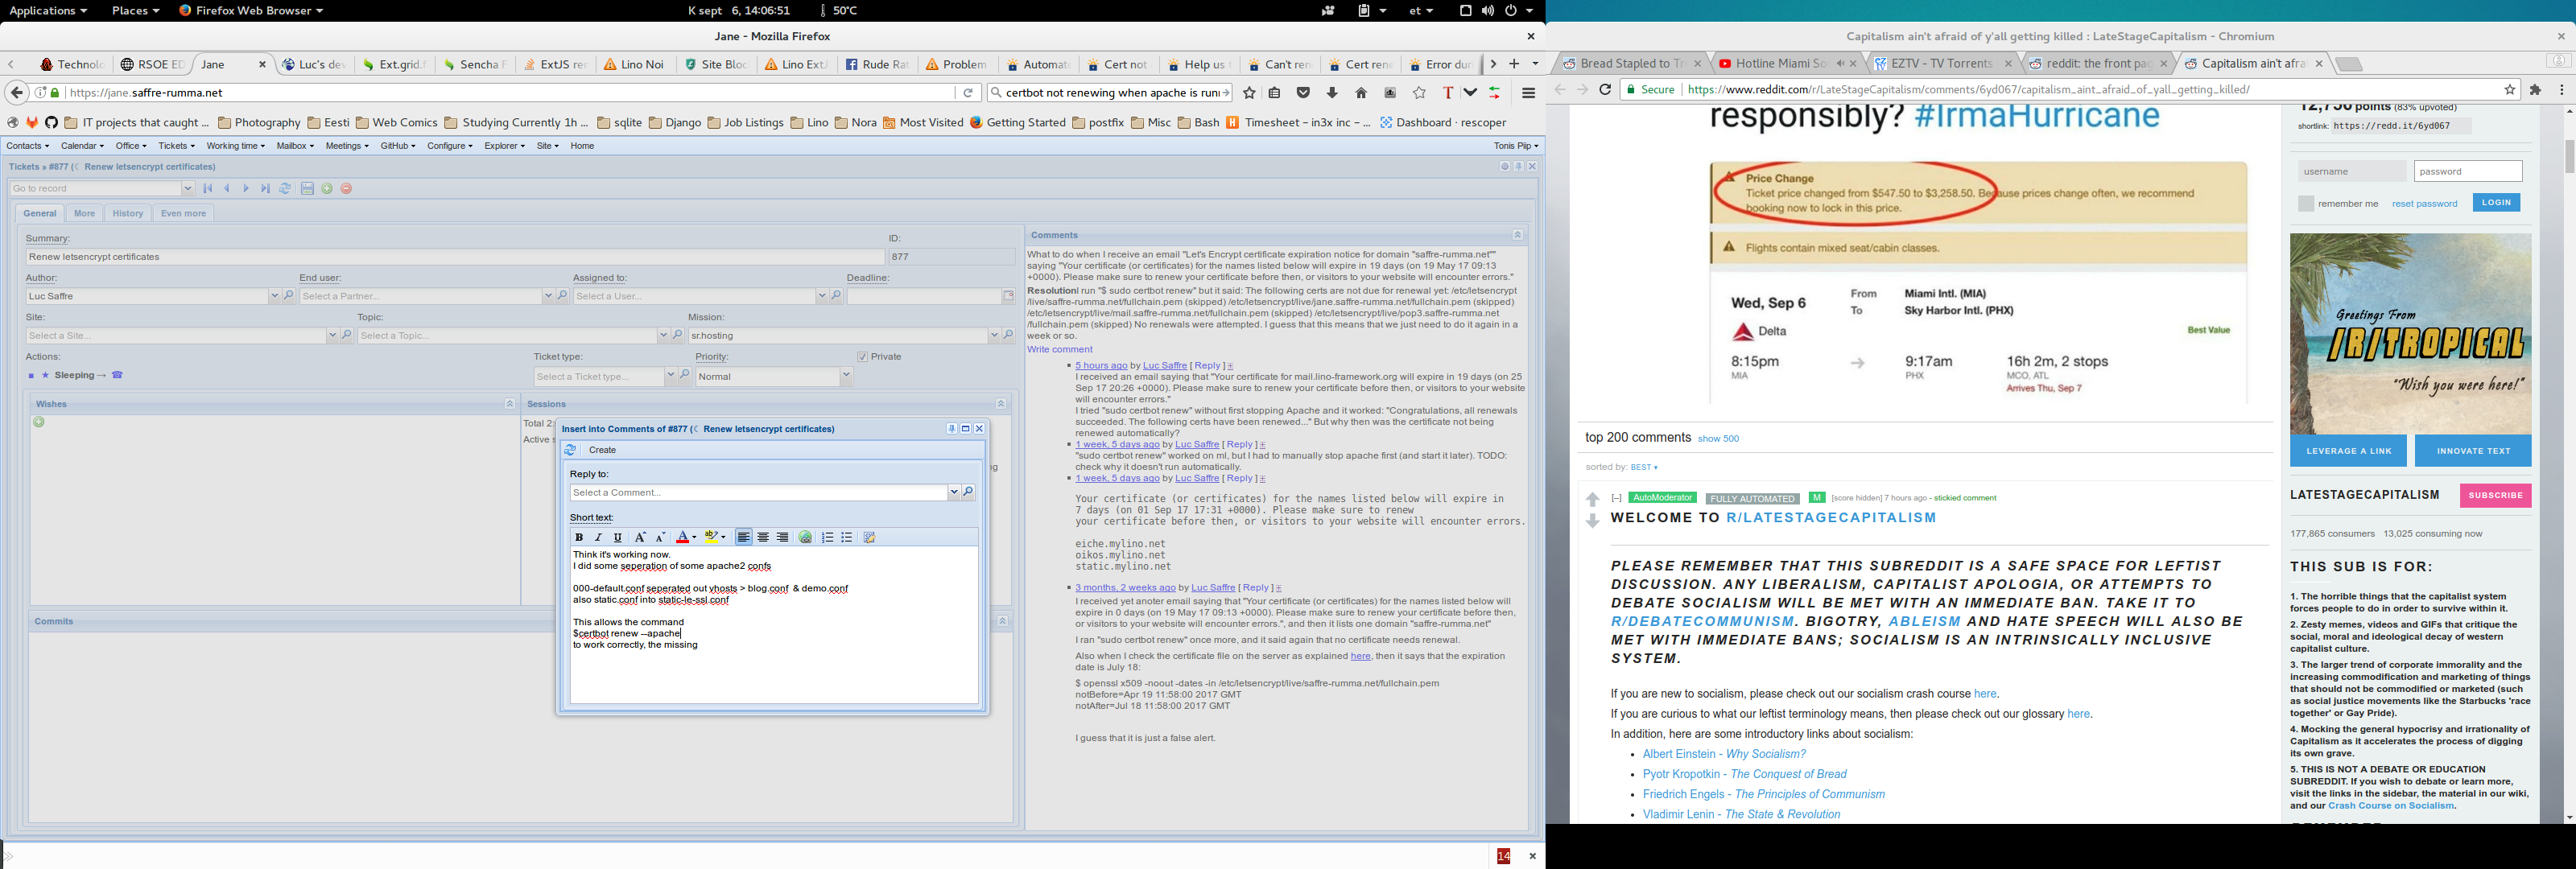 Applications
Places
Firefox Web Browser
K sept 6, 14:06:51
50°C
et
Jane - Mozilla Firefox
Technolo
RSOE ED
Jane
Luc's dev
Ext.grid.f
Sencha F
ExtJS rer
Lino Noi
Site Bloc
Lino ExtJ
Rude Rat
Problem
Automat
Cert not
Help us t
Can't ren
Cert rene
Error dur
https://jane.saffre-rumma.net
certbot not renewing when apache is runi
IT projects that caught ...
Photography
Eesti
Web Comics
Studying Currently 1h ...
sqlite
Django
Job Listings
Lino
Nora
Most Visited
Getting Started
postfix
Misc
Bash
Timesheet – in3x inc – ...
Dashboard · rescoper
Contacts
Calendar
Office
Tickets
Working time
Mailbox
Meetings
GitHub
Configure
Explorer
Site
Home
Tonis Piip
Tickets » #877 (☾ Renew letsencrypt certificates)
Go to record
General
More
History
Even more
Summary:
ID:
Renew letsencrypt certificates
877
Author:
End user:
Assigned to:
Deadline:
Luc Saffre
Select a Partner...
Select a User...
Site:
Topic:
Mission:
Select a Site...
Select a Topic...
sr.hosting
Actions:
Ticket type:
Priority:
Private
Sleeping →
Select a Ticket type...
Normal
Wishes
Sessions
Total 2:
Active s
ng
Commits
Insert into Comments of #877 (☾ Renew letsencrypt certificates)
Create
Reply to:
Select a Comment...
Short text:
Think it's working now.
I did some seperation of some apache2 confs
000-default.conf seperated out vhosts > blog.conf & demo.conf
also static.conf into static-le-ssl.conf
This allows the command
$certbot renew --apache
to work correctly, the missing
Comments
What to do when I receive an email "Let's Encrypt certificate expiration notice for domain "saffre-rumma.net""
saying "Your certificate (or certificates) for the names listed below will expire in 19 days (on 19 May 17 09:13
+0000). Please make sure to renew your certificate before then, or visitors to your website will encounter errors."
ResolutionI run "$ sudo certbot renew" but it said: The following certs are not due for renewal yet: /etc/letsencrypt
/live/saffre-rumma.net/fullchain.pem (skipped) /etc/letsencrypt/live/jane.saffre-rumma.net/fullchain.pem (skipped)
/etc/letsencrypt/live/mail.saffre-rumma.net/fullchain.pem (skipped) /etc/letsencrypt/live/pop3.saffre-rumma.net
/fullchain.pem (skipped) No renewals were attempted. I guess that this means that we just need to do it again in a
week or so.
Write comment
5 hours ago by Luc Saffre [ Reply ]
I received an email saying that "Your certificate for mail.lino-framework.org will expire in 19 days (on 25
Sep 17 20:26 +0000). Please make sure to renew your certificate before then, or visitors to your website
will encounter errors."
I tried "sudo certbot renew" without first stopping Apache and it worked: "Congratulations, all renewals
succeeded. The following certs have been renewed..." But why then was the certificate not being
renewed automatically?
1 week, 5 days ago by Luc Saffre [ Reply ]
"sudo certbot renew" worked on ml, but I had to manually stop apache first (and start it later). TODO:
check why it doesn't run automatically.
1 week, 5 days ago by Luc Saffre [ Reply ]
Your certificate (or certificates) for the names listed below will expire in
7 days (on 01 Sep 17 17:31 +0000). Please make sure to renew
your certificate before then, or visitors to your website will encounter errors.
eiche.mylino.net
oikos.mylino.net
static.mylino.net
3 months, 2 weeks ago by Luc Saffre [ Reply ]
I received yet anoter email saying that "Your certificate (or certificates) for the names listed below will
expire in 0 days (on 19 May 17 09:13 +0000). Please make sure to renew your certificate before then,
or visitors to your website will encounter errors.", and then it lists one domain "saffre-rumma.net"
I ran "sudo certbot renew" once more, and it said again that no certificate needs renewal.
Also when I check the certificate file on the server as explained here, then it says that the expiration
date is July 18:
$ openssl x509 -noout -dates -in /etc/letsencrypt/live/saffre-rumma.net/fullchain.pem
notBefore=Apr 19 11:58:00 2017 GMT
notAfter=Jul 18 11:58:00 2017 GMT
I guess that it is just a false alert.
14
Capitalism ain't afraid of y'all getting killed : LateStageCapitalism - Chromium
Bread Stapled to Tr
Hotline Miami So
EZTV - TV Torrents
reddit: the front pag
Capitalism ain't afra
Secure
https://www.reddit.com/r/LateStageCapitalism/comments/6yd067/capitalism_aint_afraid_of_yall_getting_killed/
responsibly? #IrmaHurricane
Price Change
Ticket price changed from $547.50 to $3,258.50. Because prices change often, we recommend
booking now to lock in this price.
Flights contain mixed seat/cabin classes.
Wed, Sep 6
From Miami Intl. (MIA)
To Sky Harbor Intl. (PHX)
Delta
Best Value
8:15pm
MIA
9:17am
PHX
16h 2m, 2 stops
MCO, ATL
Arrives Thu, Sep 7
top 200 comments show 500
sorted by: BEST
[–] AutoModerator FULLY AUTOMATED M [score hidden] 7 hours ago - stickied comment
WELCOME TO R/LATESTAGECAPITALISM
PLEASE REMEMBER THAT THIS SUBREDDIT IS A SAFE SPACE FOR LEFTIST
DISCUSSION. ANY LIBERALISM, CAPITALIST APOLOGIA, OR ATTEMPTS TO
DEBATE SOCIALISM WILL BE MET WITH AN IMMEDIATE BAN. TAKE IT TO
R/DEBATECOMMUNISM. BIGOTRY, ABLEISM AND HATE SPEECH WILL ALSO BE
MET WITH IMMEDIATE BANS; SOCIALISM IS AN INTRINSICALLY INCLUSIVE
SYSTEM.
If you are new to socialism, please check out our socialism crash course here.
If you are curious to what our leftist terminology means, then please check out our glossary here.
In addition, here are some introductory links about socialism:
Albert Einstein - Why Socialism?
Pyotr Kropotkin - The Conquest of Bread
Friedrich Engels - The Principles of Communism
Vladimir Lenin - The State & Revolution
points (83% upvoted)
shortlink: https://redd.it/6yd067
username
password
remember me
reset password
LOGIN
Greetings From
/R/TROPICAL
"Wish you were here!"
LEVERAGE A LINK
INNOVATE TEXT
LATESTAGECAPITALISM
SUBSCRIBE
177,865 consumers 13,025 consuming now
THIS SUB IS FOR:
1. The horrible things that the capitalist system
forces people to do in order to survive within it.
2. Zesty memes, videos and GIFs that critique the
social, moral and ideological decay of western
capitalist culture.
3. The larger trend of corporate immorality and the
increasing commodification and marketing of things
that should not be commodified or marketed (such
as social justice movements like the Starbucks 'race
together' or Gay Pride).
4. Mocking the general hypocrisy and irrationality of
Capitalism as it accelerates the process of digging
its own grave.
5. THIS IS NOT A DEBATE OR EDUCATION
SUBREDDIT. If you wish to debate or learn more,
visit the links in the sidebar, the material in our wiki,
and our Crash Course on Socialism.